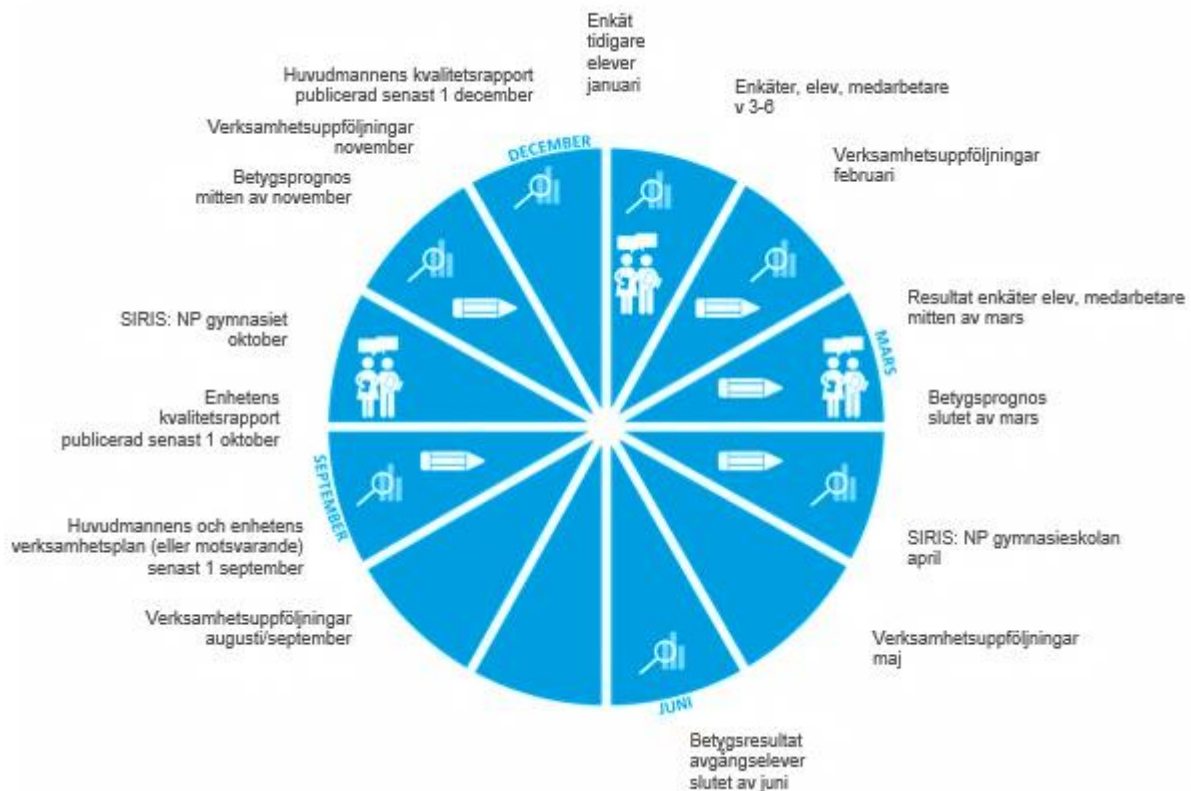 Enkät
tidigare
elever
januari
Enkäter, elev, medarbetare
v 3-6
Verksamhetsuppföljningar
februari
Resultat enkäter elev, medarbetare
mitten av mars
MARS
Betygsprognos
slutet av mars
SIRIS: NP gymnasieskolan
april
Verksamhetsuppföljningar
maj
JUNI
Betygsresultat
avgångselever
slutet av juni
Verksamhetsuppföljningar
augusti/september
Huvudmannens och enhetens
verksamhetsplan (eller motsvarande)
senast 1 september
SEPTEMBER
Enhetens
kvalitetsrapport
publicerad senast 1 oktober
SIRIS: NP gymnasiet
oktober
Betygsprognos
mitten av november
Verksamhetsuppföljningar
november
Huvudmannens kvalitetsrapport
publicerad senast 1 december
DECEMBER